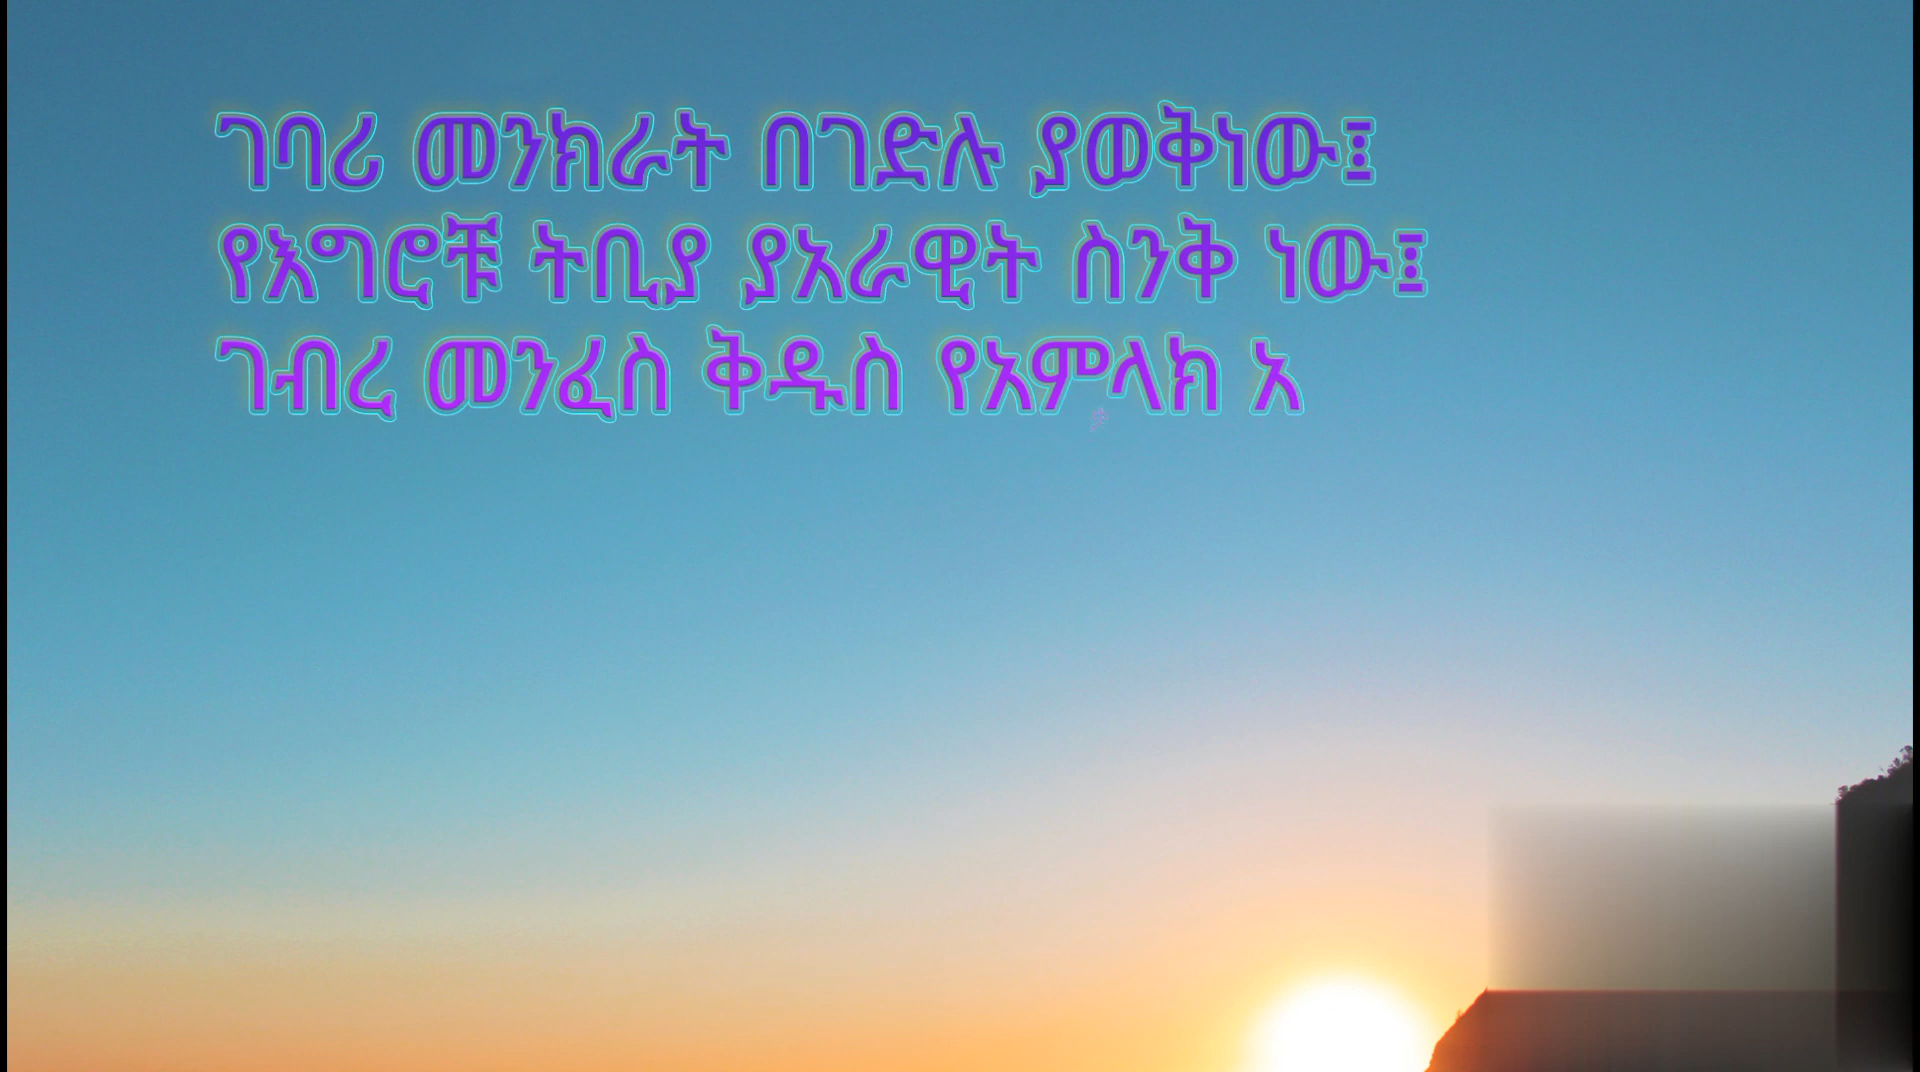 ገባሪ መንክራት በገድሉ ያወቅነው፤
የእግሮቹ ትቢያ ያአራዊት ስንቅ ነው፤
ገብረ መንፈስ ቅዱስ የአምላክ አ